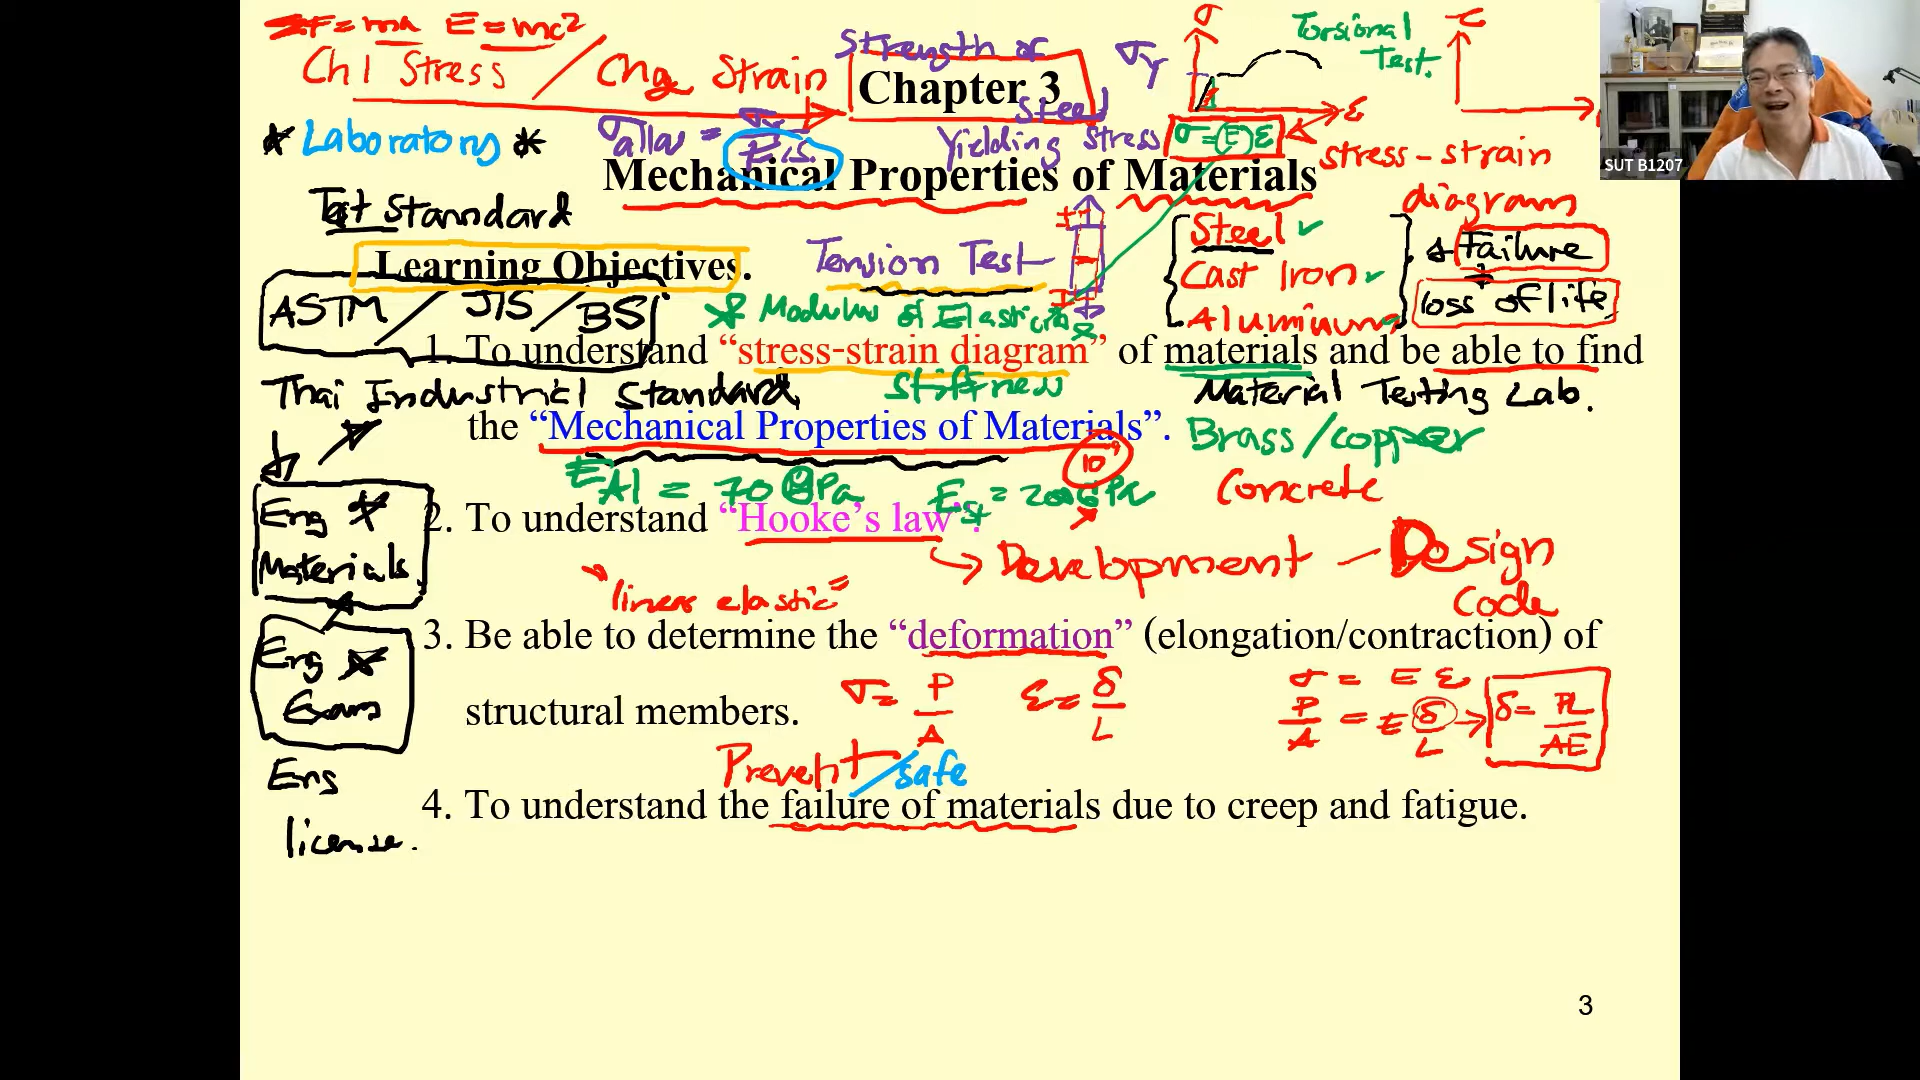 ΣF=ma E=mc²
Ch1 Stress / Ch2 Strain
Strength of
Steel
Chapter 3
σ
σy
Torsional
Test.
τ
ε
* Laboratory *
σallow = σy
F.S.
Yielding Stress
σ=Eε
stress-strain
diagram
SUT B1207
Mechanical Properties of Materials
Test Standard
Learning Objectives.
Tension Test
Steel ✓
Cast Iron ✓
Aluminum
* Failure
loss of life
ASTM / JIS / BS
* Modulus of Elasticity
1. To understand “stress-strain diagram” of materials and be able to find
Thai Industrial Standard
Stiffness
Material Testing Lab.
the “Mechanical Properties of Materials”.
Brass/copper
10⁹
EAl = 70 GPa
Est = 200 GPa
Concrete
Eng
Materials
2. To understand “Hooke’s law”.
Development - Design
Code
"linear elastic"
3. Be able to determine the “deformation” (elongation/contraction) of
Eng
Exam
structural members.
σ = P
A
ε = δ
L
σ = E ε
P
A
= E δ
L
→ δ = PL
AE
Prevent/safe
Eng
license.
4. To understand the failure of materials due to creep and fatigue.
3